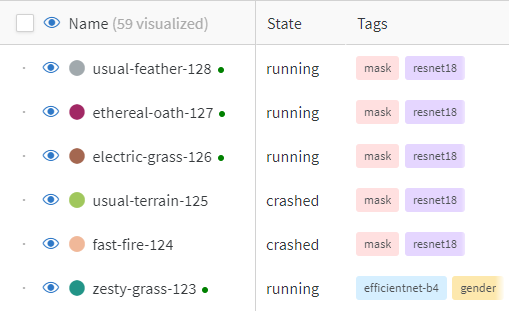 Name (59 visualized) State Tags
usual-feather-128 running mask resnet18
ethereal-oath-127 running mask resnet18
electric-grass-126 running mask resnet18
usual-terrain-125 crashed mask resnet18
fast-fire-124 crashed mask resnet18
zesty-grass-123 running efficientnet-b4 gender